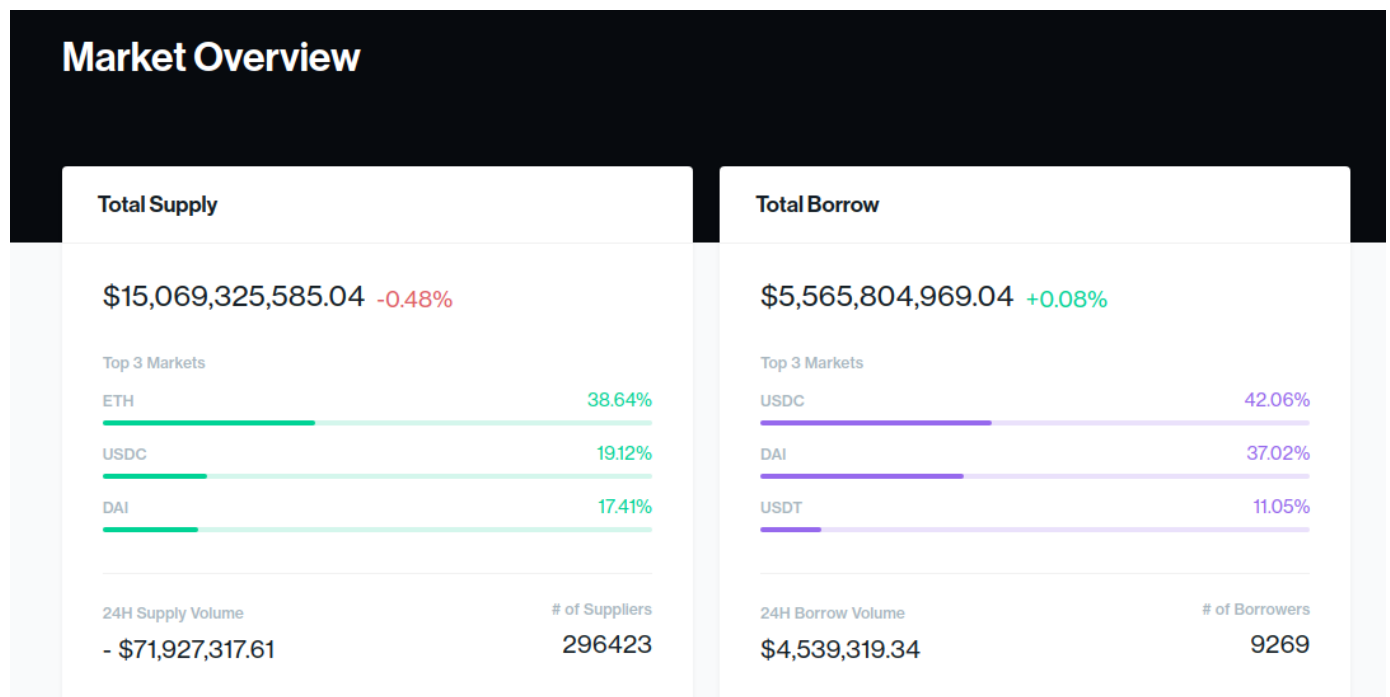 Market Overview
Total Supply
$15,069,325,585.04 -0.48%
Top 3 Markets
ETH 38.64%
USDC 19.12%
DAI 17.41%
24H Supply Volume # of Suppliers
- $71,927,317.61 296423
Total Borrow
$5,565,804,969.04 +0.08%
Top 3 Markets
USDC 42.06%
DAI 37.02%
USDT 11.05%
24H Borrow Volume # of Borrowers
$4,539,319.34 9269